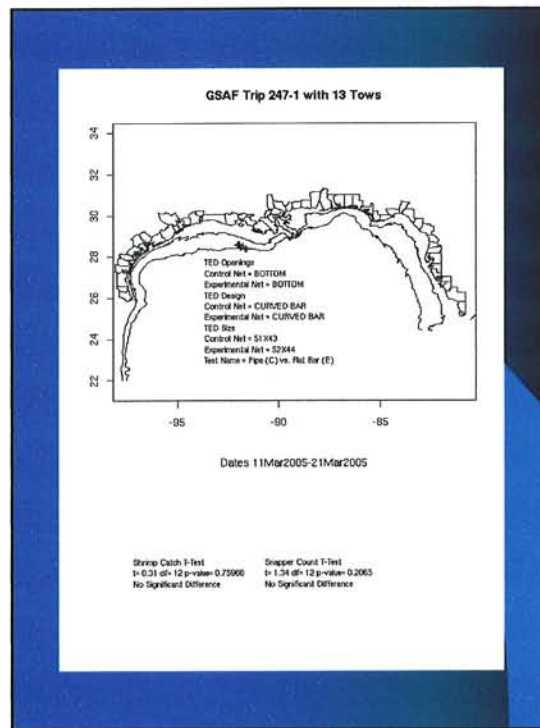 GSAF Trip 247-1 with 13 Tows
34
32
30
28
26
24
22
TED Openings
Control Net = BOTTOM
Experimental Net = BOTTOM
TED Design
Control Net = CURVED BAR
Experimental Net = CURVED BAR
TED Size
Control Net = 51X43
Experimental Net = 52X44
Test Name = Pipe (C) vs. Flat Bar (E)
-95 -90 -85
Dates 11Mar2005-21Mar2005
Shrimp Catch T-Test
t= 0.31 df= 12 p-value= 0.75966
No Significant Difference
Snapper Count T-Test
t= 1.34 df= 12 p-value= 0.2065
No Significant Difference